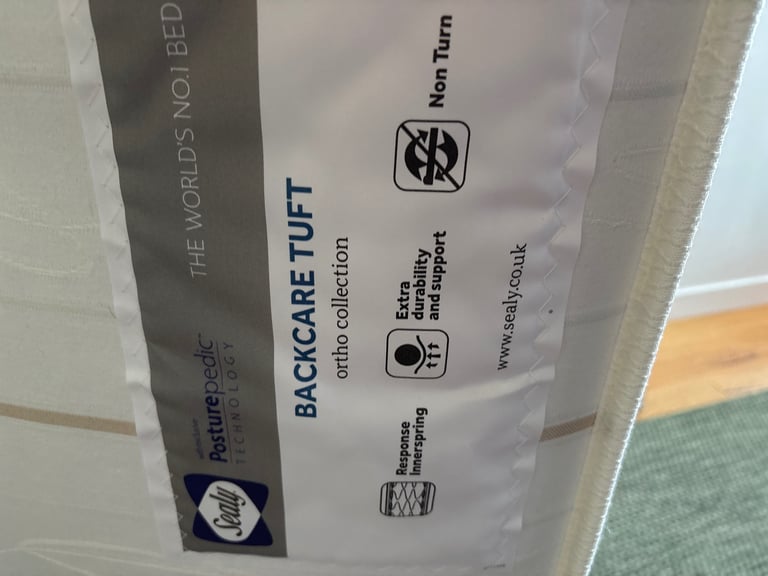 Sealy
Posturepedic™
TECHNOLOGY
THE WORLD'S NO.1 BED
BACKCARE TUFT
ortho collection
Response
Innerspring
Extra
durability
and support
Non Turn
www.sealy.co.uk